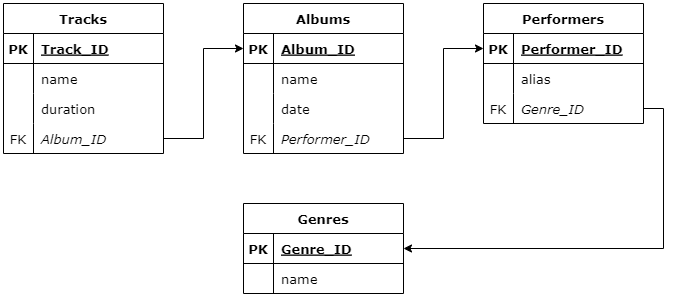 Tracks
PK Track_ID
name
duration
FK Album_ID
Albums
PK Album_ID
name
date
FK Performer_ID
Performers
PK Performer_ID
alias
FK Genre_ID
Genres
PK Genre_ID
name